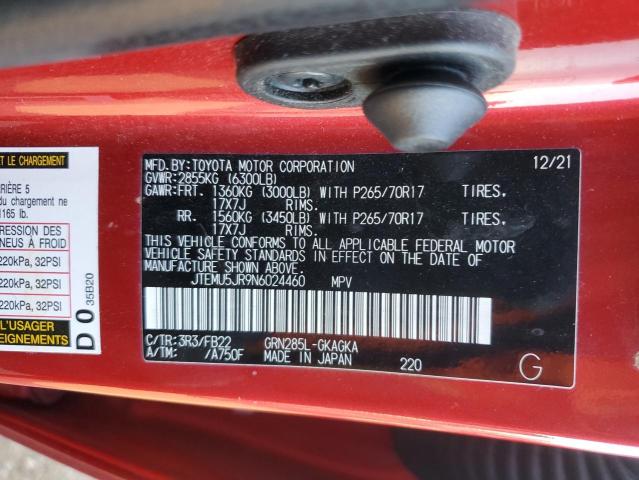 ET LE CHARGEMENT
RIÈRE 5
du chargement ne
1165 lb.
RESSION DES
NEUS À FROID
220kPa, 32PSI
220kPa, 32PSI
220kPa, 32PSI
L'USAGER
EIGNEMENTS
D 0 35B20
MFD.BY:TOYOTA MOTOR CORPORATION 12/21
GVWR:2855KG (6300LB)
GAWR:FRT. 1360KG (3000LB) WITH P265/70R17 TIRES.
17X7J RIMS.
RR. 1560KG (3450LB) WITH P265/70R17 TIRES.
17X7J RIMS.
THIS VEHICLE CONFORMS TO ALL APPLICABLE FEDERAL MOTOR
VEHICLE SAFETY STANDARDS IN EFFECT ON THE DATE OF
MANUFACTURE SHOWN ABOVE.
JTEMU5JR9N6024460 MPV
C/TR:3R3/FB22 GRN285L-GKAGKA
A/TM: /A750F MADE IN JAPAN 220
G